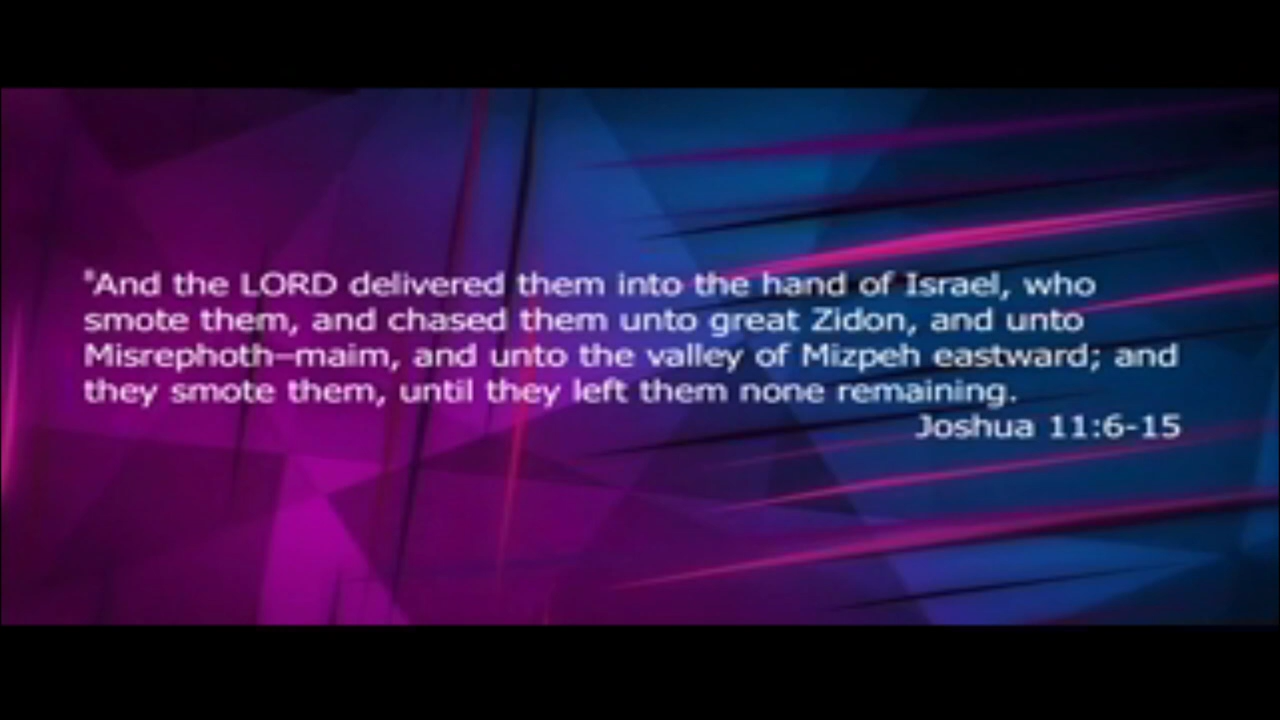 "And the LORD delivered them into the hand of Israel, who
smote them, and chased them unto great Zidon, and unto
Misrephoth–maim, and unto the valley of Mizpeh eastward; and
they smote them, until they left them none remaining.
Joshua 11:6-15